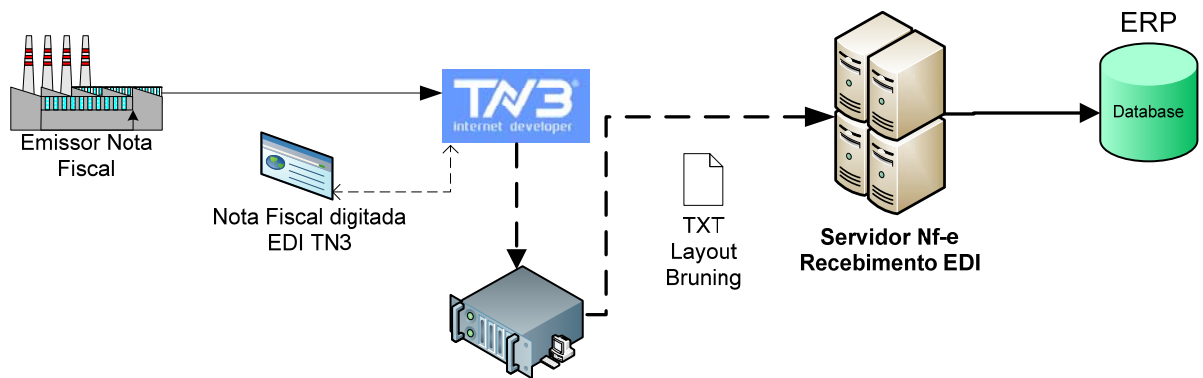 Emissor Nota
Fiscal
TN3®
internet developer
Nota Fiscal digitada
EDI TN3
TXT
Layout
Bruning
Servidor Nf-e
Recebimento EDI
ERP
Database